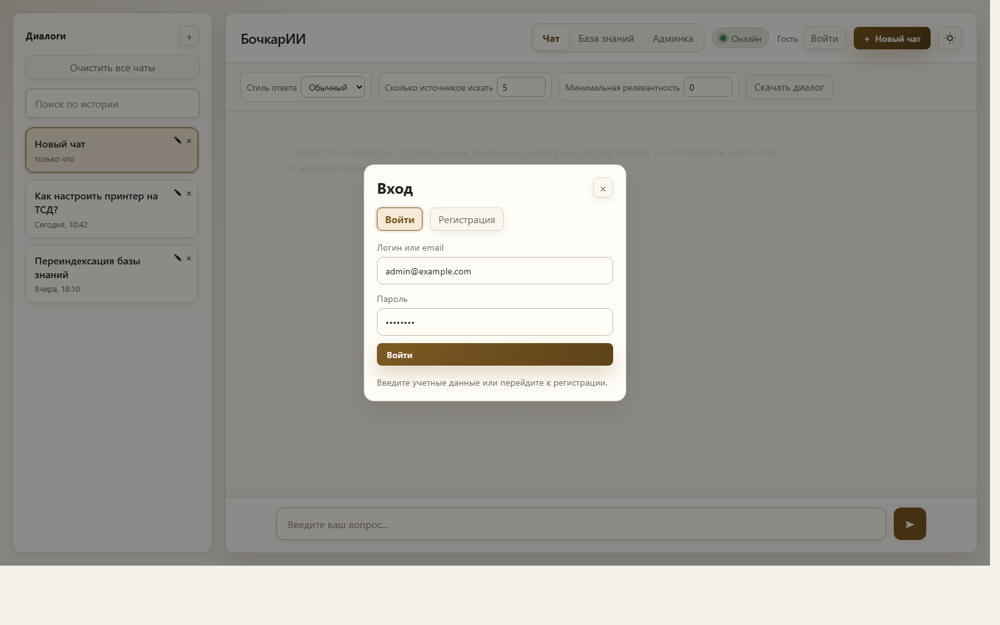 Диалоги
+
Очистить все чаты
Поиск по истории
Новый чат
только что
Как настроить принтер на
ТСД?
Сегодня, 10:42
Переиндексация базы
знаний
Вчера, 18:10
БочкарИИ
Чат
База знаний
Админка
Онлайн
Гость
Войти
+ Новый чат
Стиль ответа
Обычный
Сколько источников искать
5
Минимальная релевантность
0
Скачать диалог
Привет! Я AI-ассистент по базе знаний компании. Задайте мне любой вопрос, и я постараюсь найти ответ
в документации
Вход
×
Войти
Регистрация
Логин или email
admin@example.com
Пароль
••••••••
Войти
Введите учетные данные или перейдите к регистрации.
Введите ваш вопрос...